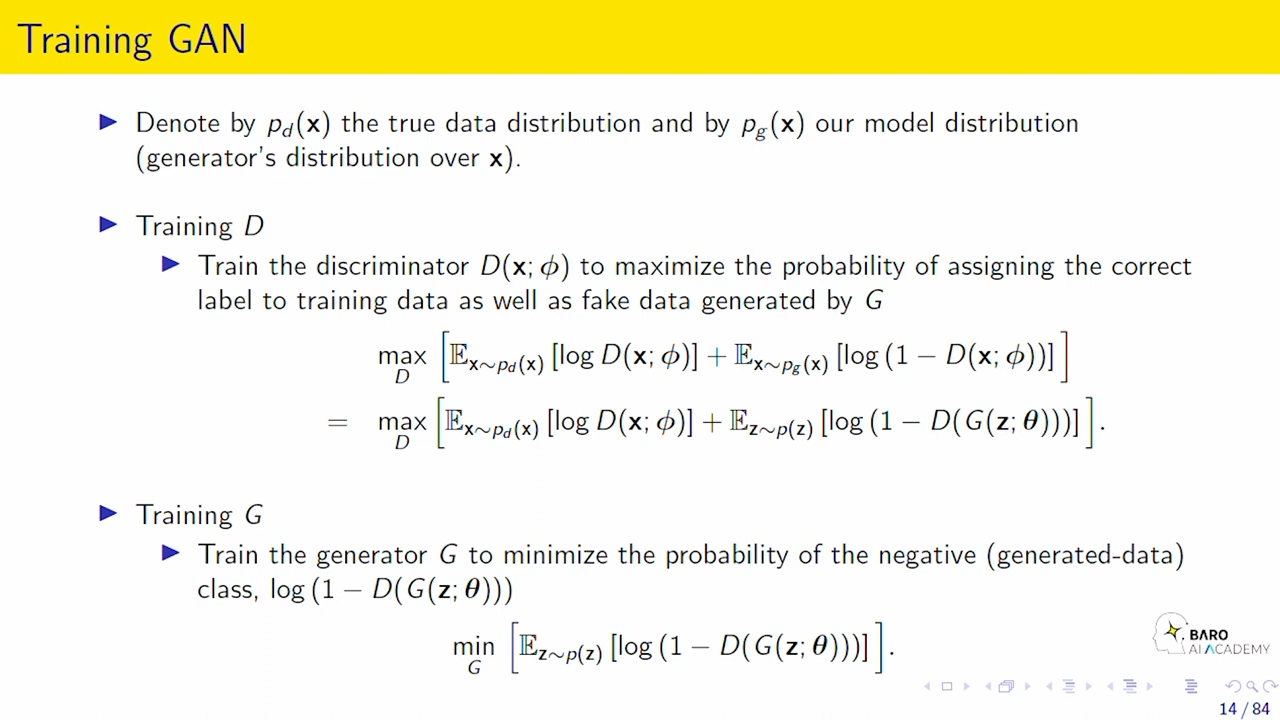 Training GAN
▶ Denote by p_d(x) the true data distribution and by p_g(x) our model distribution
(generator's distribution over x).
▶ Training D
▶ Train the discriminator D(x; ϕ) to maximize the probability of assigning the correct
label to training data as well as fake data generated by G
max_D [𝔼_{x∼p_d(x)} [log D(x; ϕ)] + 𝔼_{x∼p_g(x)} [log (1 − D(x; ϕ))]]
= max_D [𝔼_{x∼p_d(x)} [log D(x; ϕ)] + 𝔼_{z∼p(z)} [log (1 − D(G(z; θ)))]].
▶ Training G
▶ Train the generator G to minimize the probability of the negative (generated-data)
class, log (1 − D(G(z; θ)))
min_G [𝔼_{z∼p(z)} [log (1 − D(G(z; θ)))]].
BARO
AI ACADEMY
14 / 84